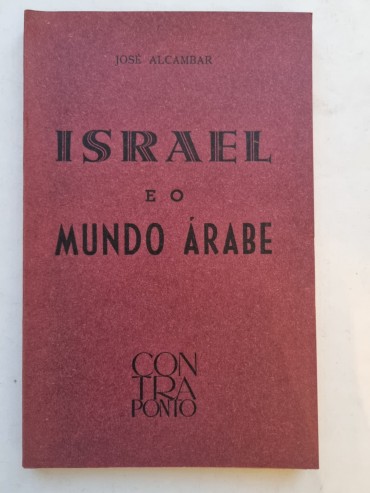 JOSÉ ALCAMBAR
ISRAEL
E O
MUNDO ÁRABE
CON
TRA
PONTO